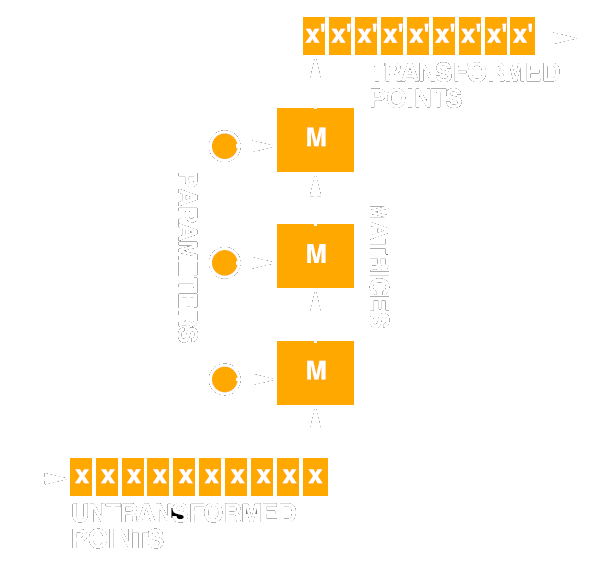 x' x' x' x' x' x' x' x' x'
TRANSFORMED
POINTS
M
PARAMETERS
M
MATRICES
M
x x x x x x x x x x
UNTRANSFORMED
POINTS